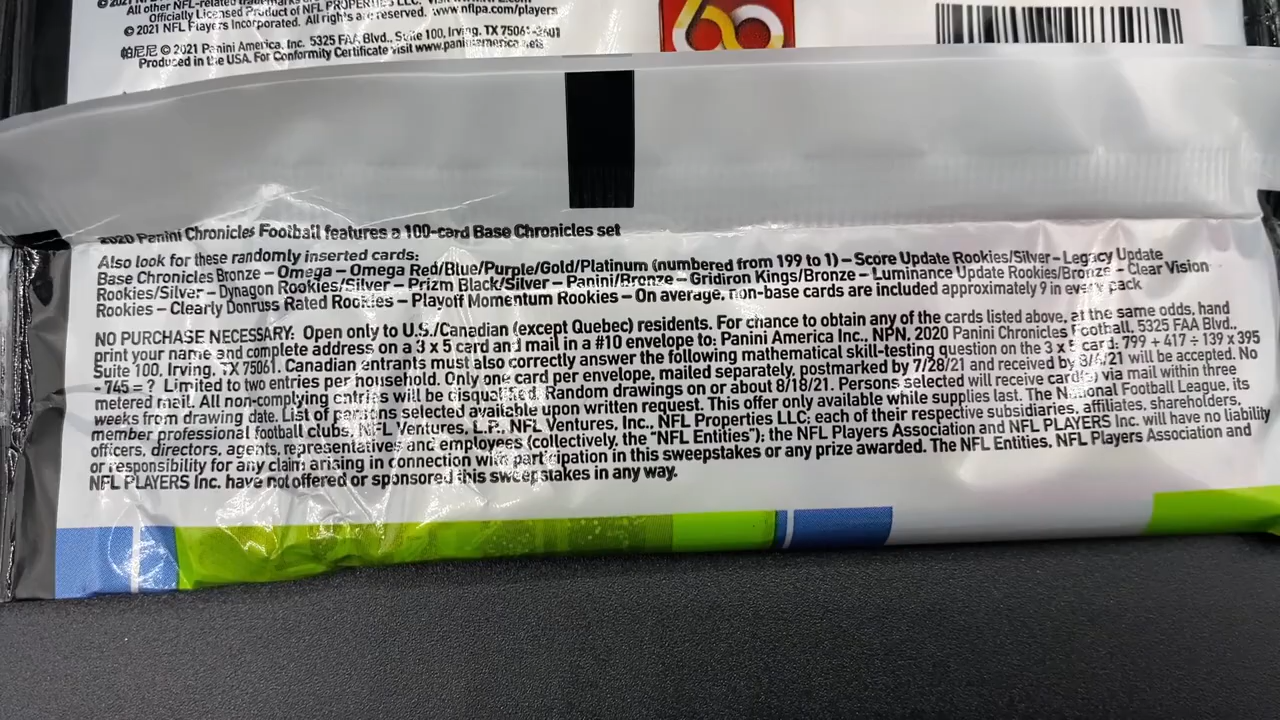 All other NFL-related trademarks
Officially Licensed Product of NFL PROPERTIES LLC. www.nflpa.com/players
© 2021 NFL Players Incorporated. All rights are reserved.
帕尼尼 © 2021 Panini America, Inc. 5325 FAA Blvd., Suite 100, Irving, TX 75061-2601
Produced in the USA. For Conformity Certificate visit www.paniniamerica.net
60
2020 Panini Chronicles Football features a 100-card Base Chronicles set
Also look for these randomly inserted cards:
Base Chronicles Bronze – Omega – Omega Red/Blue/Purple/Gold/Platinum (numbered from 199 to 1) – Score Update Rookies/Silver – Legacy Update
Rookies/Silver – Dynagon Rookies/Silver – Prizm Black/Silver – Panini/Bronze – Gridiron Kings/Bronze – Luminance Update Rookies/Bronze – Clear Vision
Rookies – Clearly Donruss Rated Rookies – Playoff Momentum Rookies – On average, non-base cards are included approximately 9 in every pack
NO PURCHASE NECESSARY: Open only to U.S./Canadian (except Quebec) residents. For chance to obtain any of the cards listed above, at the same odds, hand
print your name and complete address on a 3 x 5 card and mail in a #10 envelope to: Panini America Inc., NPN, 2020 Panini Chronicles Football, 5325 FAA Blvd.,
Suite 100, Irving, TX 75061. Canadian entrants must also correctly answer the following mathematical skill-testing question on the 3 x 5 card: 799 + 417 ÷ 139 x 395
- 745 = ? Limited to two entries per household. Only one card per envelope, mailed separately, postmarked by 7/28/21 and received by 8/4/21 will be accepted. No
metered mail. All non-complying entries will be disqualified. Random drawings on or about 8/18/21. Persons selected will receive card(s) via mail within three
weeks from drawing date. List of persons selected available upon written request. This offer only available while supplies last. The National Football League, its
member professional football clubs, NFL Ventures, L.P., NFL Ventures, Inc., NFL Properties LLC; each of their respective subsidiaries, affiliates, shareholders,
officers, directors, agents, representatives and employees (collectively, the "NFL Entities"); the NFL Players Association and NFL PLAYERS Inc. will have no liability
or responsibility for any claim arising in connection with participation in this sweepstakes or any prize awarded. The NFL Entities, NFL Players Association and
NFL PLAYERS Inc. have not offered or sponsored this sweepstakes in any way.